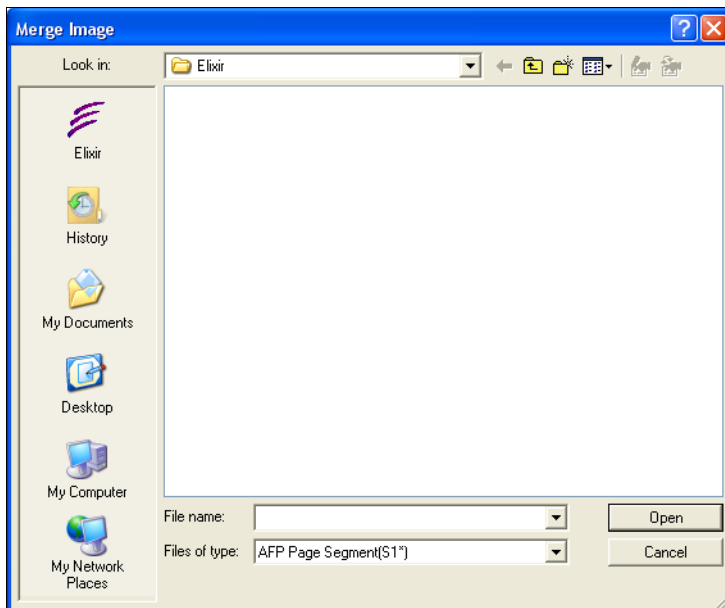 Merge Image
Look in:
Elixir
Elixir
History
My Documents
Desktop
My Computer
My Network
Places
File name:
Open
Files of type:
AFP Page Segment(S1*)
Cancel